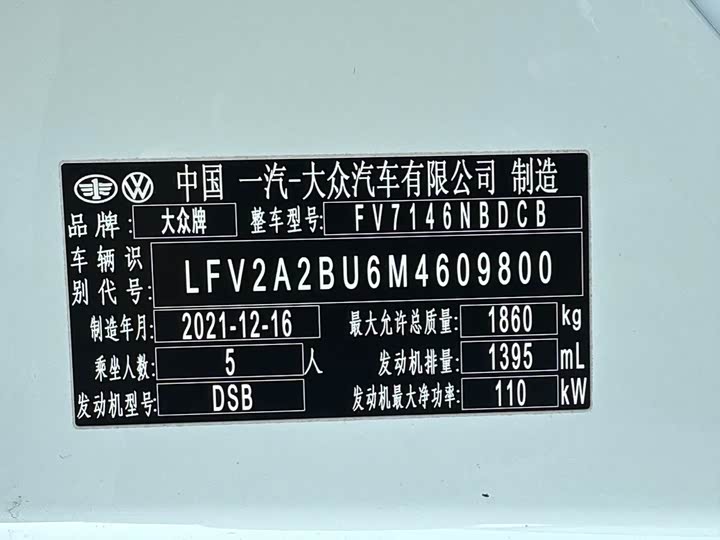 中国 一汽-大众汽车有限公司 制造
品牌: 大众牌 整车型号: FV7146NBDCB
车辆识别代号: LFV2A2BU6M4609800
制造年月: 2021-12-16 最大允许总质量: 1860 kg
乘坐人数: 5 人 发动机排量: 1395 mL
发动机型号: DSB 发动机最大净功率: 110 kW